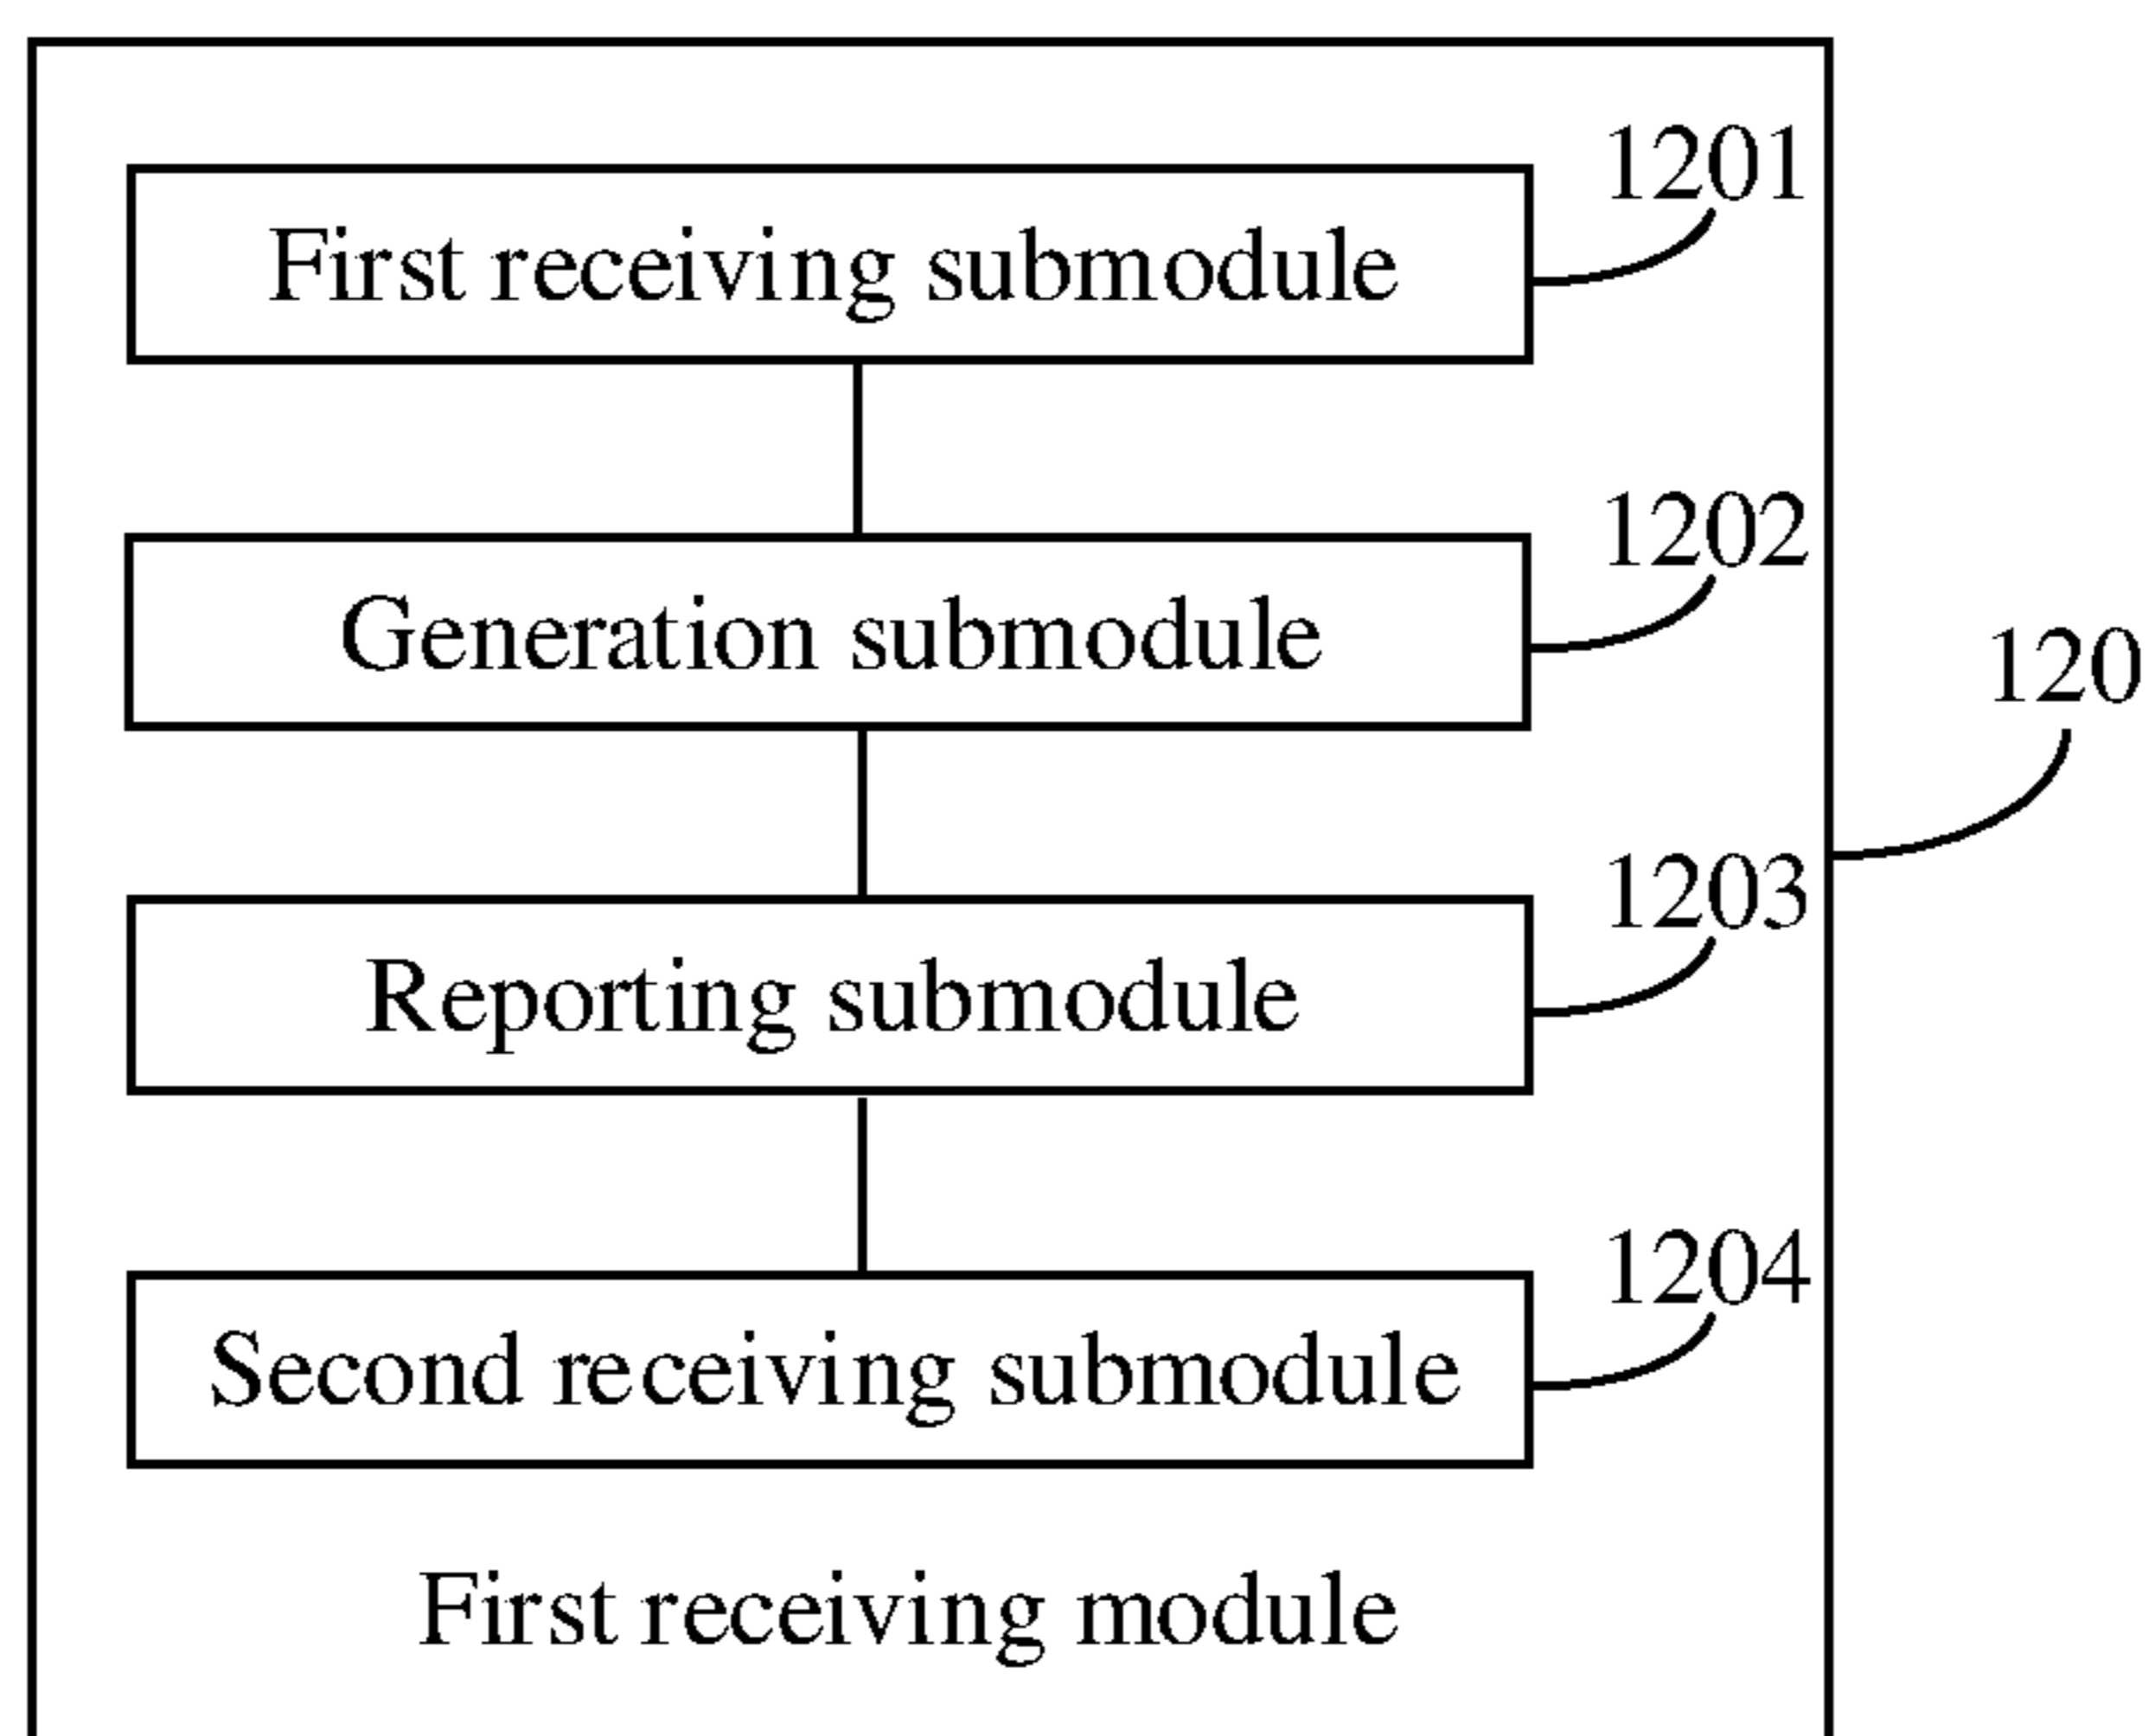 1201
First receiving submodule
1202
Generation submodule
120
1203
Reporting submodule
1204
Second receiving submodule
First receiving module